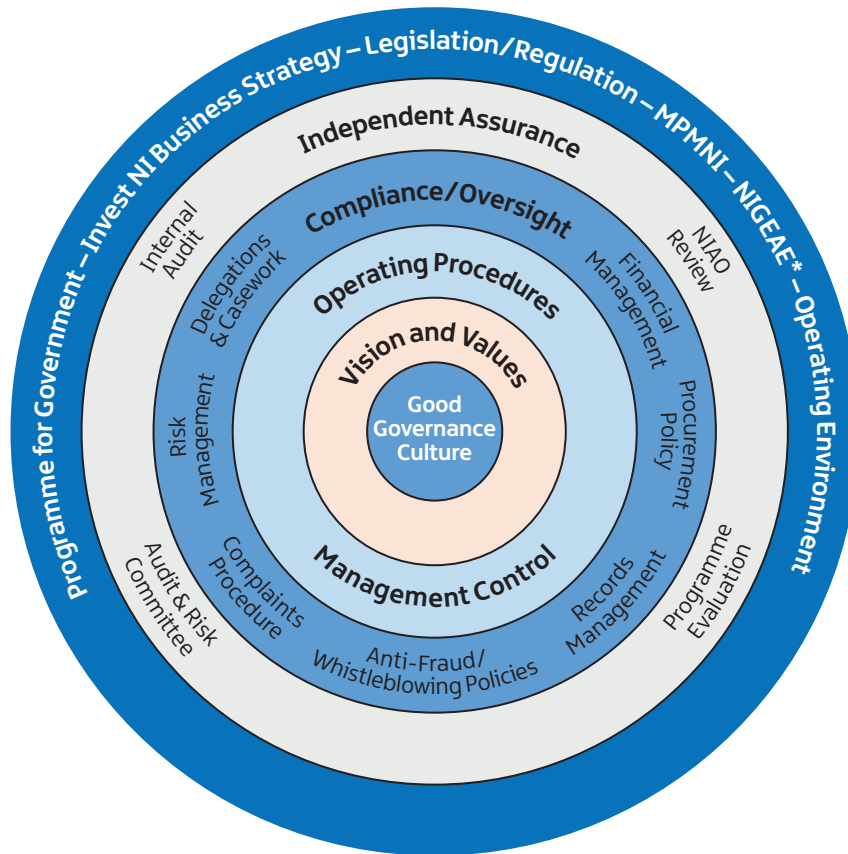 Programme for Government – Invest NI Business Strategy – Legislation/Regulation – MPMNI – NIGEAE* – Operating Environment
Independent Assurance
Internal
Audit
NIAO
Review
Audit & Risk
Committee
Programme
Evaluation
Compliance/Oversight
Delegations
& Casework
Financial
Management
Risk
Management
Procurement
Policy
Complaints
Procedure
Records
Management
Anti-Fraud/
Whistleblowing Policies
Operating Procedures
Management Control
Vision and Values
Good
Governance
Culture